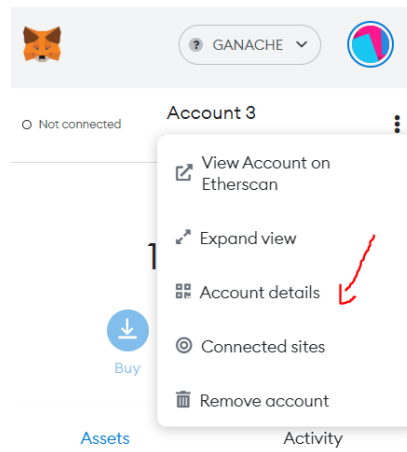 ? GANACHE
Not connected
Account 3
View Account on
Etherscan
Expand view
1
Account details
Connected sites
Buy
Remove account
Assets
Activity